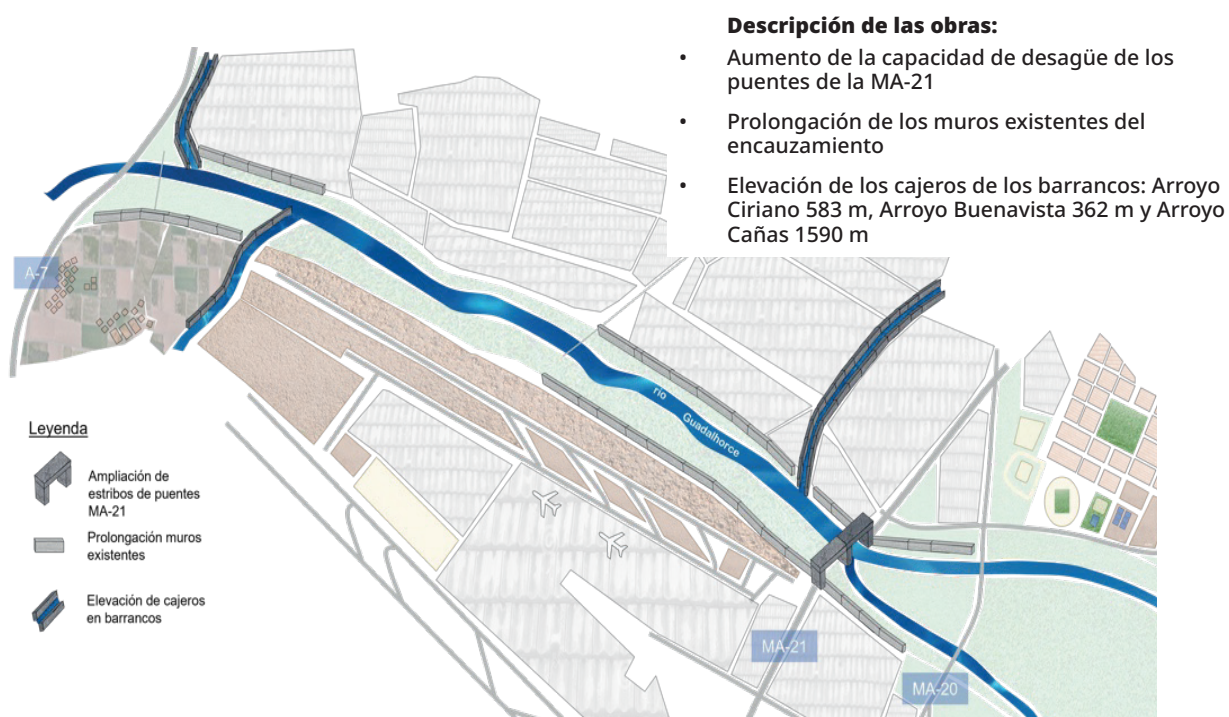 Descripción de las obras:
• Aumento de la capacidad de desagüe de los
puentes de la MA-21
• Prolongación de los muros existentes del
encauzamiento
• Elevación de los cajeros de los barrancos: Arroyo
Ciriano 583 m, Arroyo Buenavista 362 m y Arroyo
Cañas 1590 m
A-7
río Guadalhorce
Leyenda
Ampliación de
estribos de puentes
MA-21
Prolongación muros
existentes
Elevación de cajeros
en barrancos
MA-21
MA-20